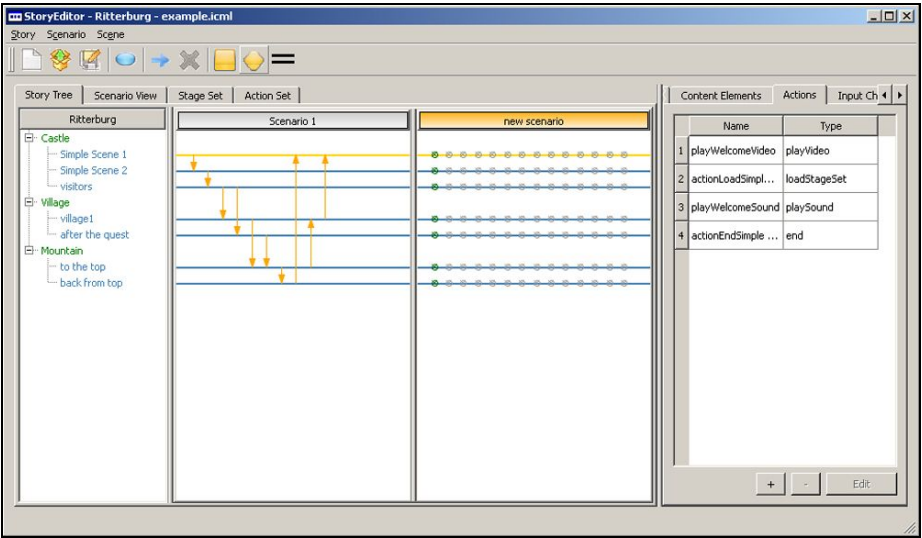 StoryEditor - Ritterburg - example.icml
Story Scenario Scene
Story Tree Scenario View Stage Set Action Set
Content Elements Actions Input Ch
Ritterburg Scenario 1 new scenario
Name Type
Castle
Simple Scene 1
Simple Scene 2
visitors
Village
village1
after the quest
Mountain
to the top
back from top
1 playWelcomeVideo playVideo
2 actionLoadSimpl... loadStageSet
3 playWelcomeSound playSound
4 actionEndSimple ... end
+ - Edit